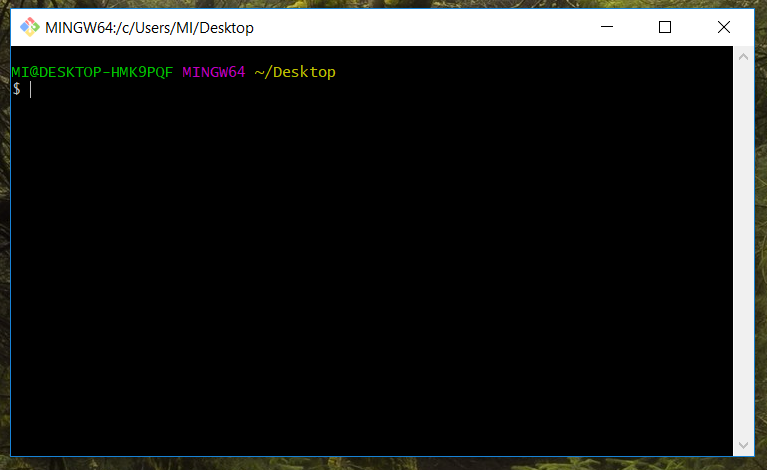 MINGW64:/c/Users/MI/Desktop
MI@DESKTOP-HMK9PQF MINGW64 ~/Desktop
$